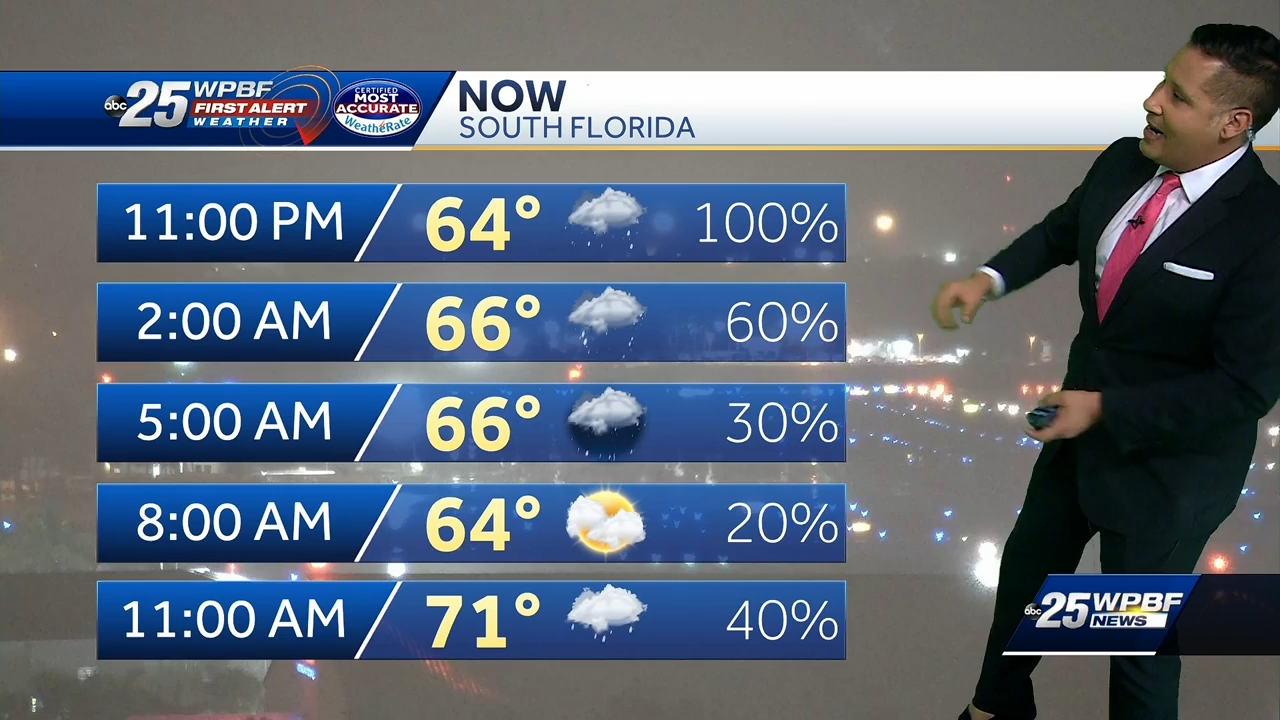 abc 25 WPBF
FIRST ALERT
WEATHER
CERTIFIED
MOST
ACCURATE
WeatheRate
NOW
SOUTH FLORIDA
11:00 PM 64° 100%
2:00 AM 66° 60%
5:00 AM 66° 30%
8:00 AM 64° 20%
11:00 AM 71° 40%
abc 25 WPBF
NEWS